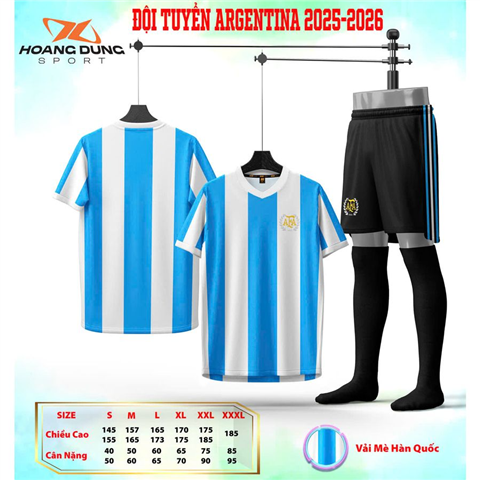 ĐỘI TUYỂN ARGENTINA 2025-2026
HOANG DUNG
SPORT
AFA
AFA
SIZE S M L XL XXL XXXL
Chiều Cao 145 157 165 170 175 185
155 165 173 175 185
Cân Nặng 40 50 60 65 75 85
50 60 65 70 90 95
Vải Mè Hàn Quốc